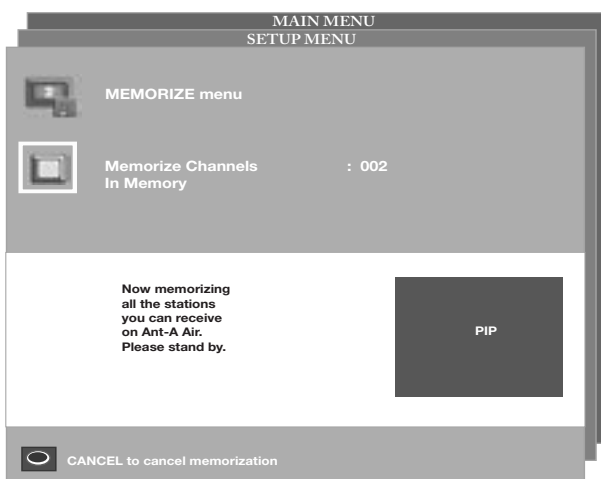 MAIN MENU
SETUP MENU
MEMORIZE menu
Memorize Channels : 002
In Memory
Now memorizing
all the stations
you can receive
on Ant-A Air.
Please stand by.
PIP
CANCEL to cancel memorization